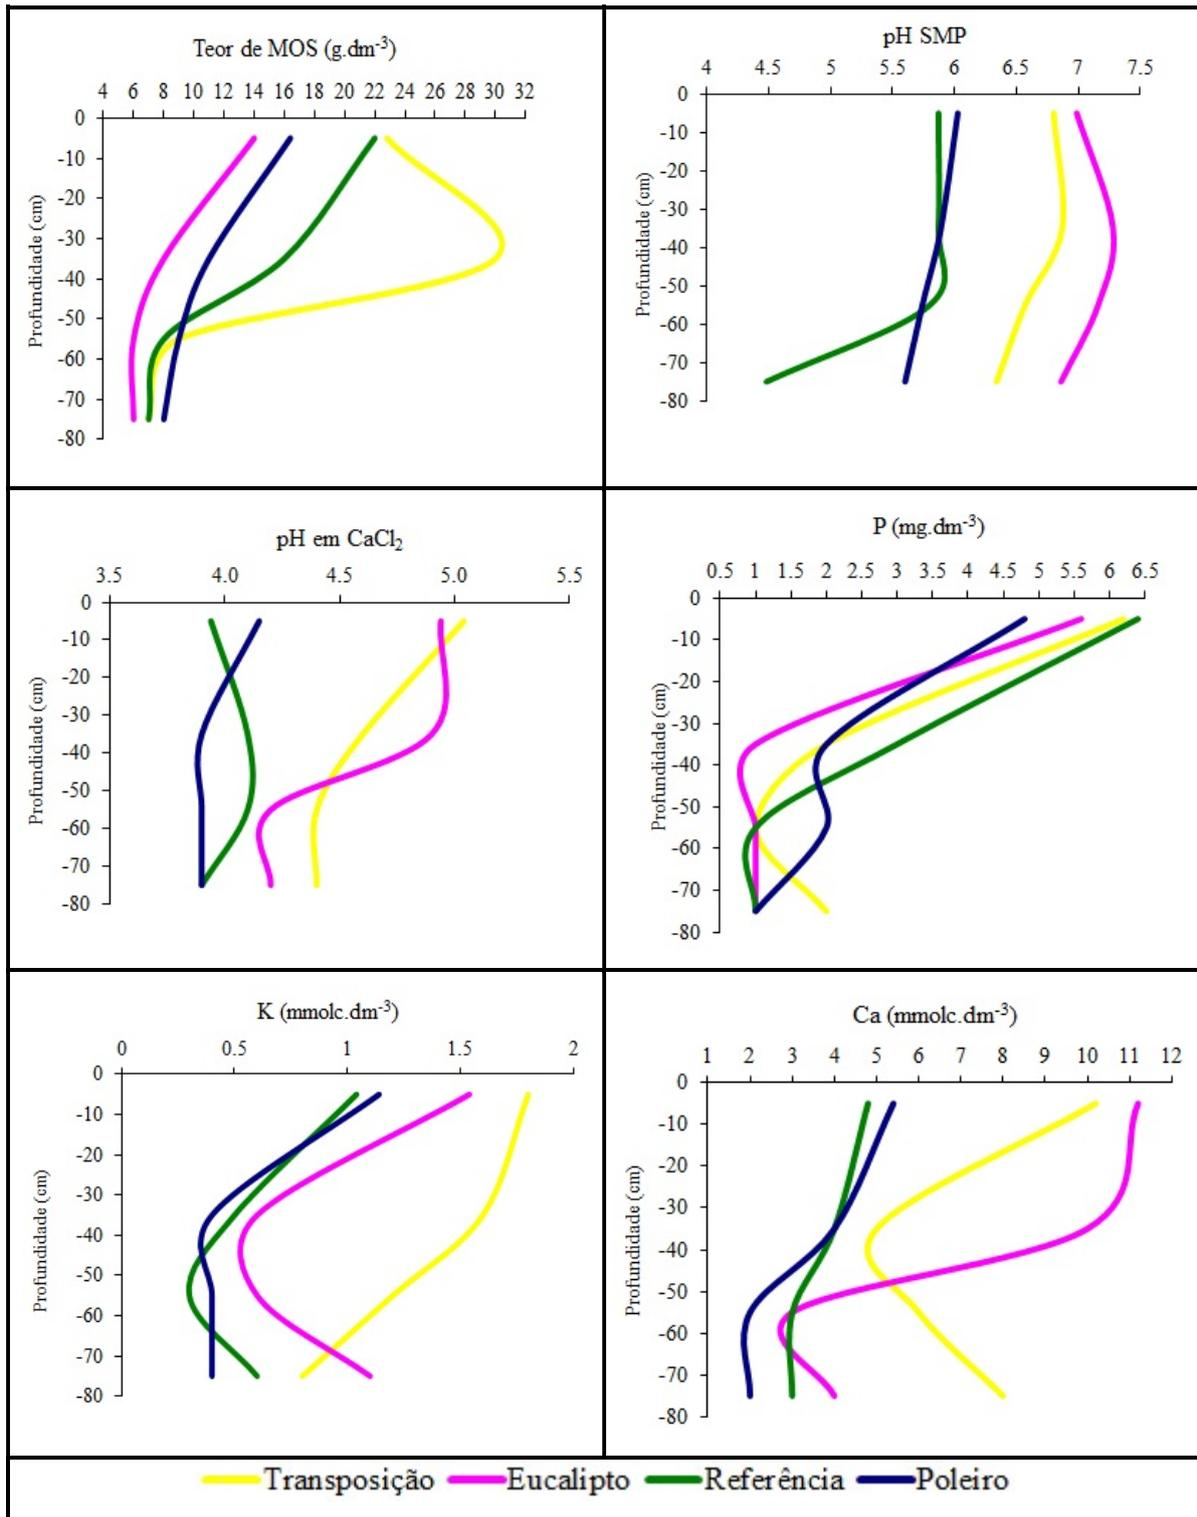 Teor de MOS (g.dm-3)
4 6 8 10 12 14 16 18 20 22 24 26 28 30 32
0
-10
-20
-30
-40
-50
-60
-70
-80
Profundidade (cm)
pH SMP
4 4.5 5 5.5 6 6.5 7 7.5
0
-10
-20
-30
-40
-50
-60
-70
-80
Profundidade (cm)
pH em CaCl2
3.5 4.0 4.5 5.0 5.5
0
-10
-20
-30
-40
-50
-60
-70
-80
Profundidade (cm)
P (mg.dm-3)
0.5 1 1.5 2 2.5 3 3.5 4 4.5 5 5.5 6 6.5
0
-10
-20
-30
-40
-50
-60
-70
-80
Profundidade (cm)
K (mmolc.dm-3)
0 0.5 1 1.5 2
0
-10
-20
-30
-40
-50
-60
-70
-80
Profundidade (cm)
Ca (mmolc.dm-3)
1 2 3 4 5 6 7 8 9 10 11 12
0
-10
-20
-30
-40
-50
-60
-70
-80
Profundidade (cm)
Transposição Eucalipto Referência Poleiro